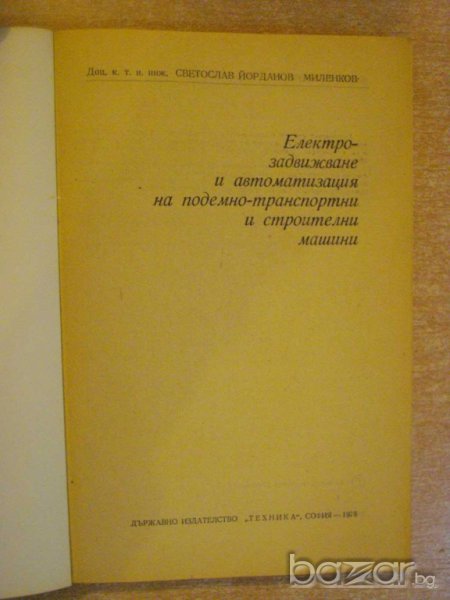 Доц. к. т. н. инж. СВЕТОСЛАВ ЙОРДАНОВ МИЛЕНКОВ
Електро-
задвижване
и автоматизация
на подемно-транспортни
и строителни
машини
ДЪРЖАВНО ИЗДАТЕЛСТВО „ТЕХНИКА“, СОФИЯ — 1978
bazar.bg